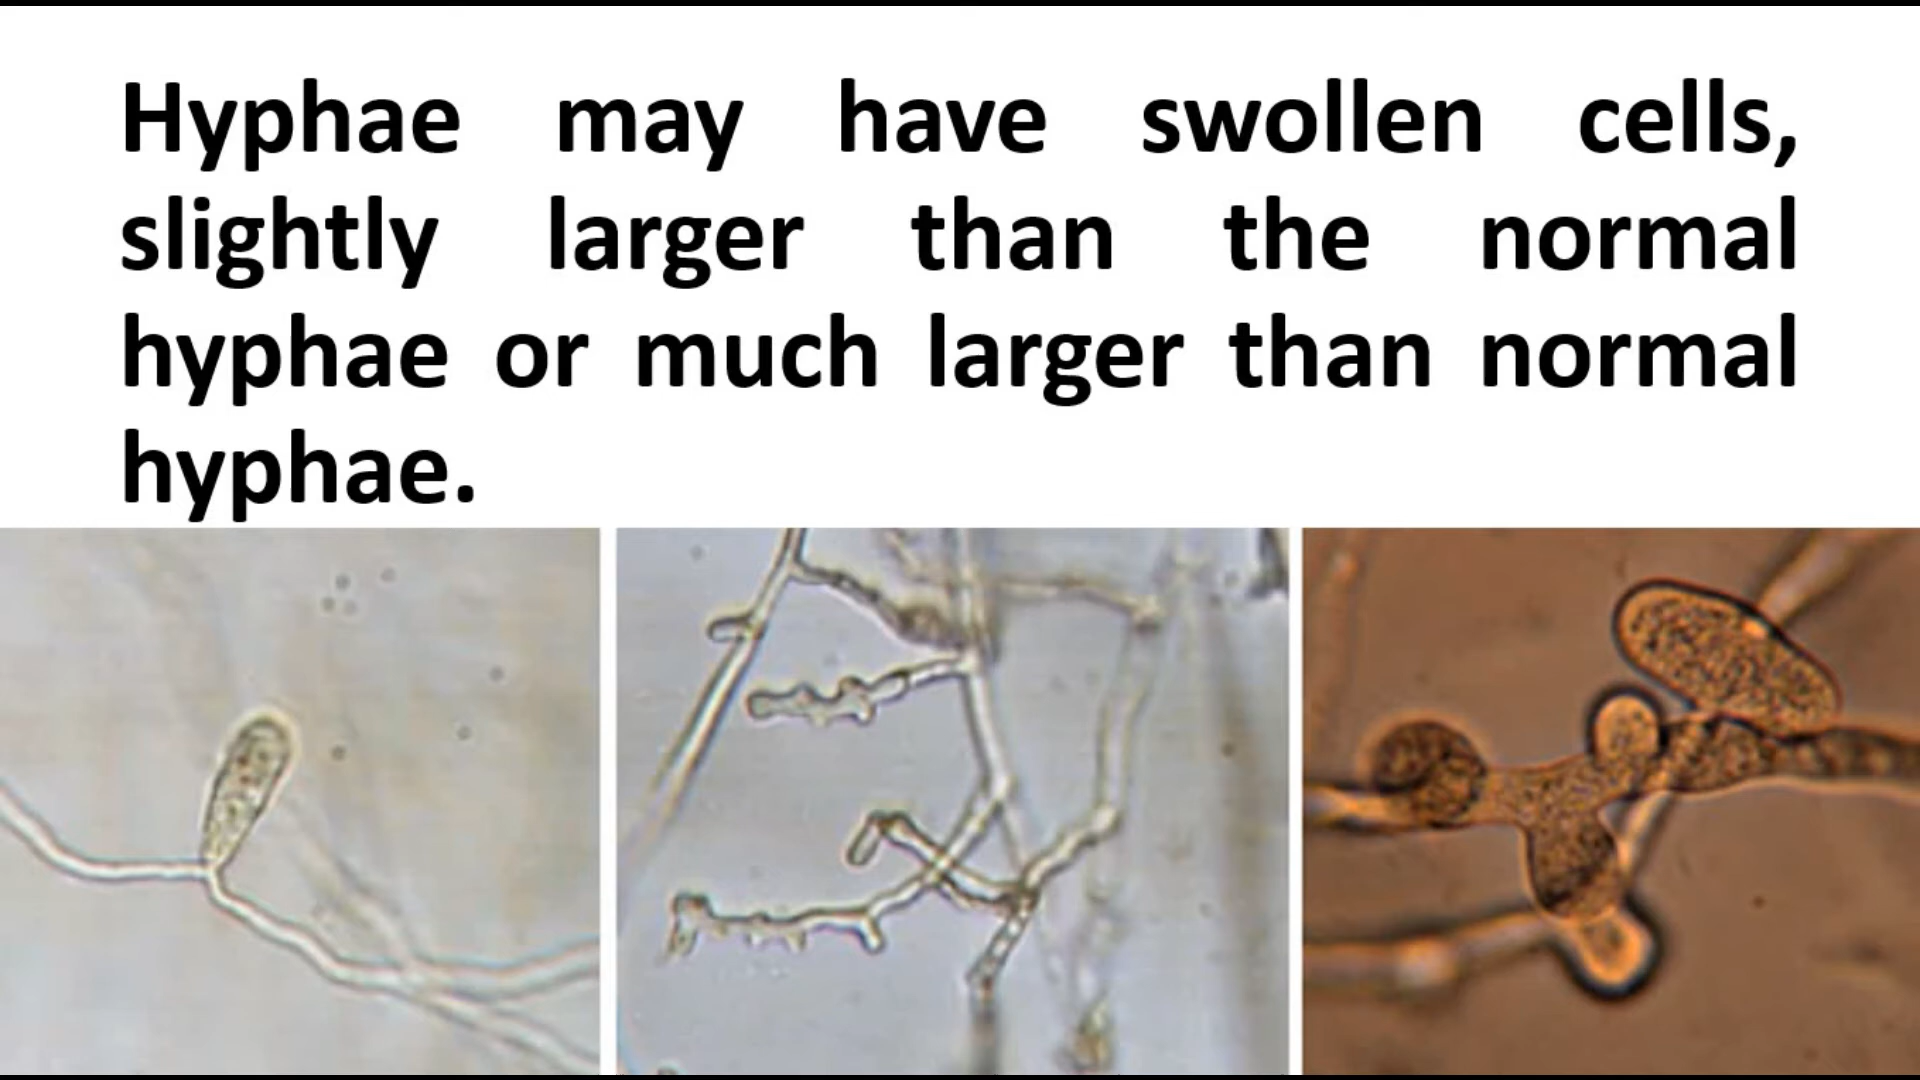 Hyphae may have swollen cells,
slightly larger than the normal
hyphae or much larger than normal
hyphae.